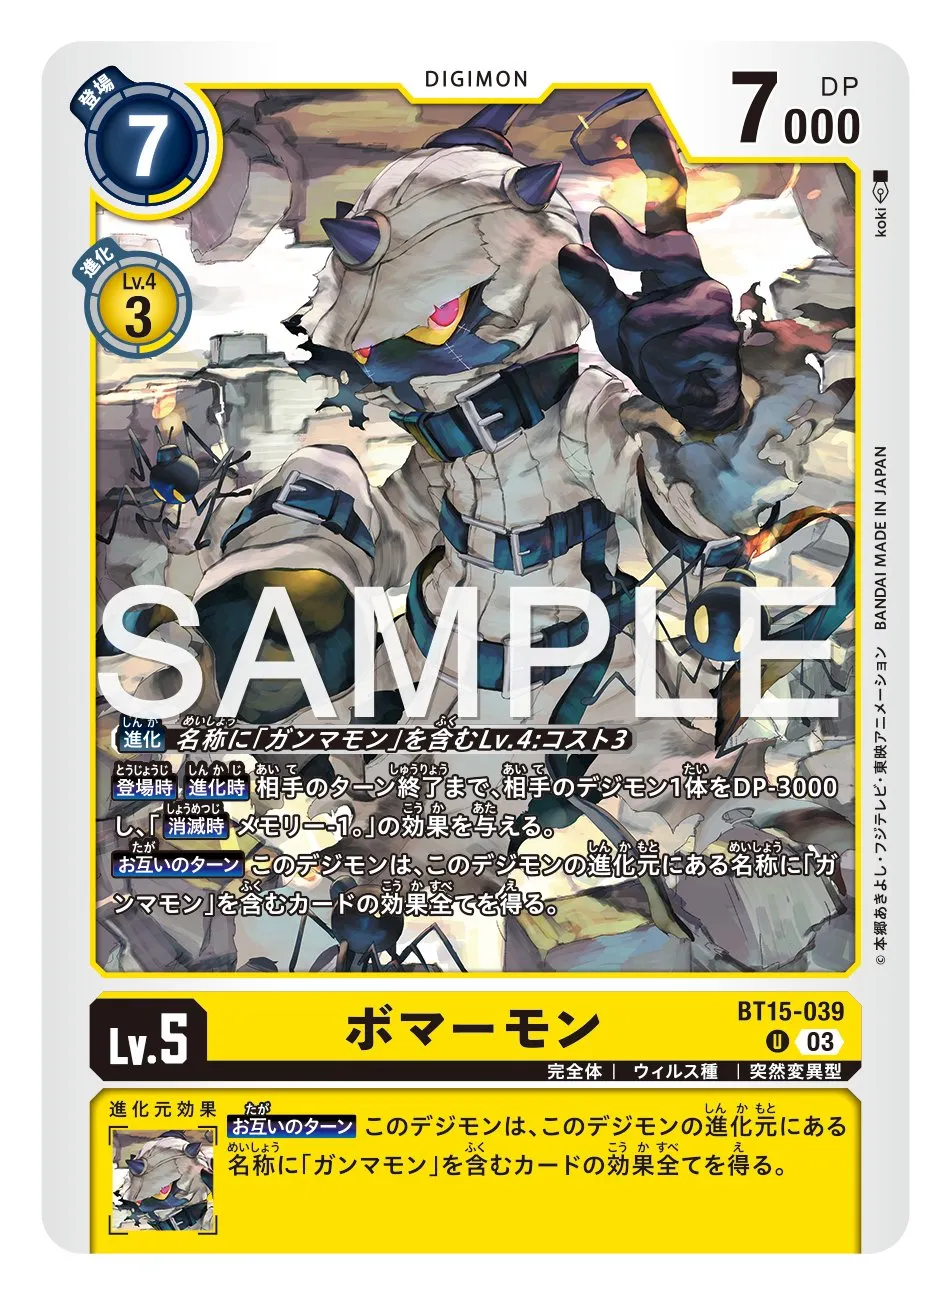 DIGIMON
登場
7
7000
DP
進化
Lv.4
3
koki
SAMPLE
進化 名称に「ガンマモン」を含むLv.4:コスト3
登場時 進化時 相手のターン終了まで、相手のデジモン1体をDP-3000
し、「消滅時 メモリー-1。」の効果を与える。
お互いのターン このデジモンは、このデジモンの進化元にある名称に「ガ
ンマモン」を含むカードの効果全てを得る。
©本郷あきよし・フジテレビ・東映アニメーション BANDAI MADE IN JAPAN
Lv.5
ボマーモン
BT15-039
U 03
完全体 | ウィルス種 | 突然変異型
進化元効果
お互いのターン このデジモンは、このデジモンの進化元にある
名称に「ガンマモン」を含むカードの効果全てを得る。